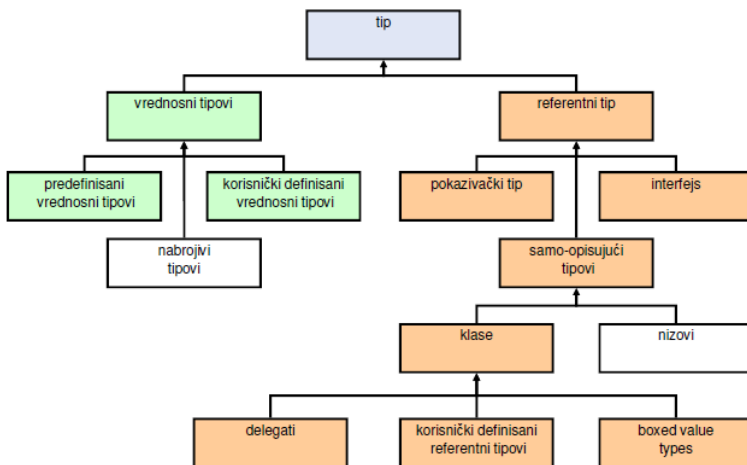 tip
vrednosni tipovi
referentni tip
predefinisani
vrednosni tipovi
korisnički definisani
vrednosni tipovi
pokazivački tip
interfejs
nabrojivi
tipovi
samo-opisujući
tipovi
klase
nizovi
delegati
korisnički definisani
referentni tipovi
boxed value
types